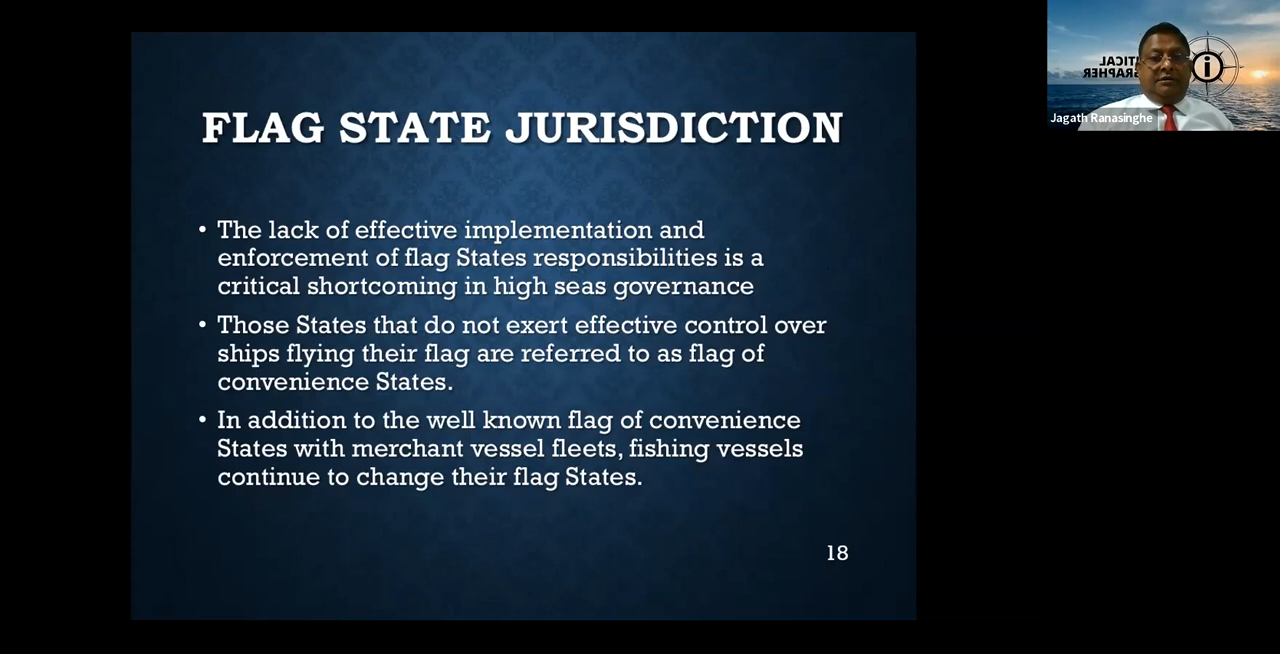 FLAG STATE JURISDICTION
• The lack of effective implementation and
enforcement of flag States responsibilities is a
critical shortcoming in high seas governance
• Those States that do not exert effective control over
ships flying their flag are referred to as flag of
convenience States.
• In addition to the well known flag of convenience
States with merchant vessel fleets, fishing vessels
continue to change their flag States.
18
i
Jagath Ranasinghe